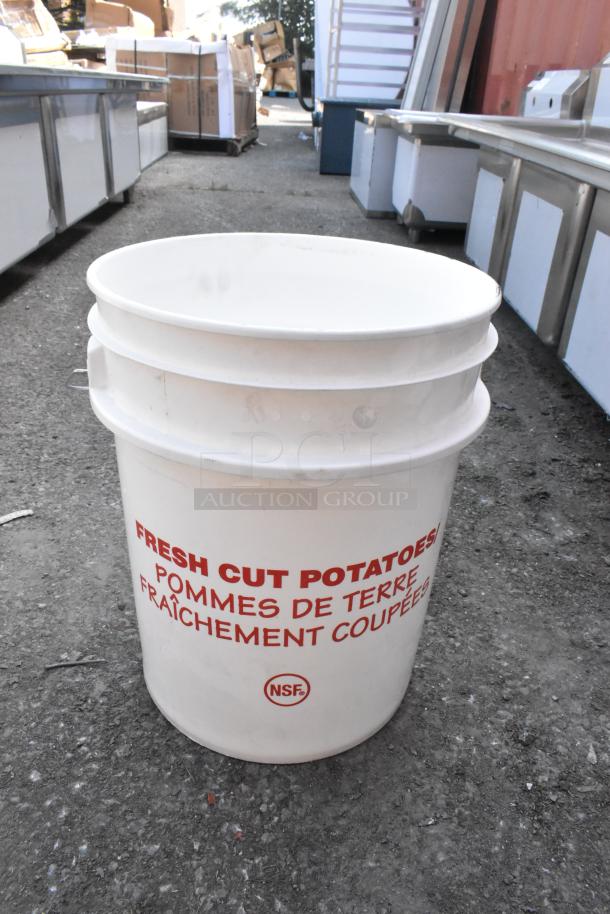 PCI
AUCTION GROUP
FRESH CUT POTATOES/
POMMES DE TERRE
FRAÎCHEMENT COUPÉES
NSF®